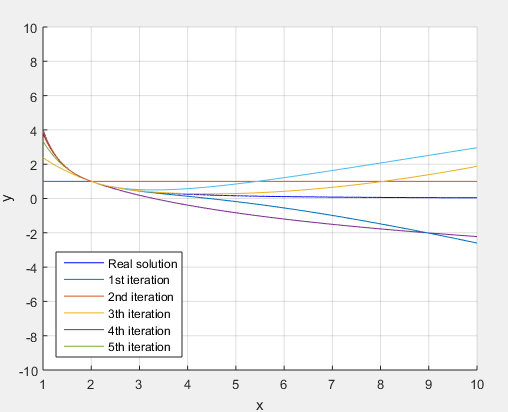 10
8
6
4
2
0
-2
-4
-6
-8
-10
y
Real solution
1st iteration
2nd iteration
3th iteration
4th iteration
5th iteration
1 2 3 4 5 6 7 8 9 10
x